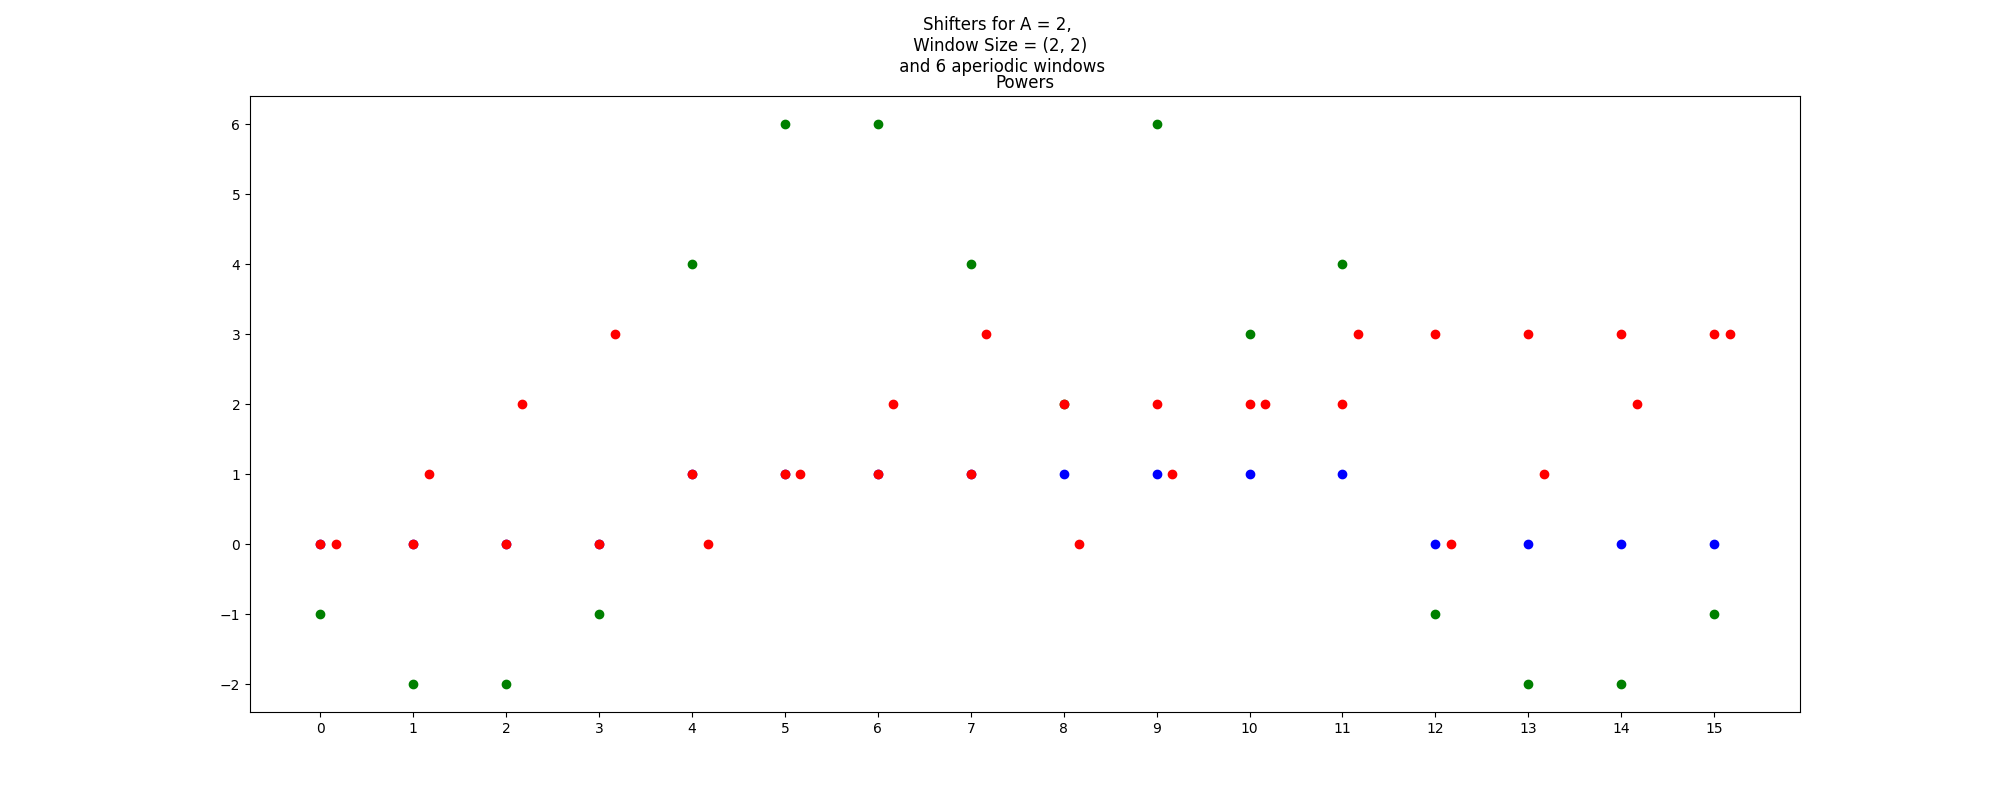 Shifters for A = 2,
Window Size = (2, 2)
and 6 aperiodic windows
Powers
6
5
4
3
2
1
0
−1
−2
0 1 2 3 4 5 6 7 8 9 10 11 12 13 14 15